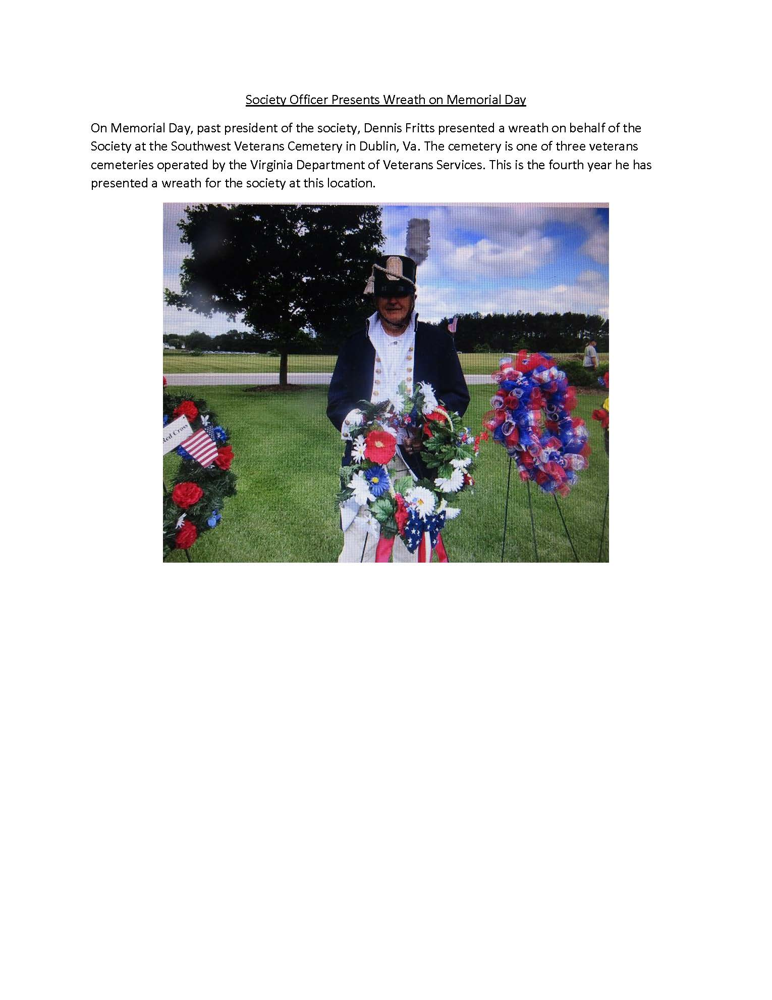 Society Officer Presents Wreath on Memorial Day
On Memorial Day, past president of the society, Dennis Fritts presented a wreath on behalf of the
Society at the Southwest Veterans Cemetery in Dublin, Va. The cemetery is one of three veterans
cemeteries operated by the Virginia Department of Veterans Services. This is the fourth year he has
presented a wreath for the society at this location.
Red Cross